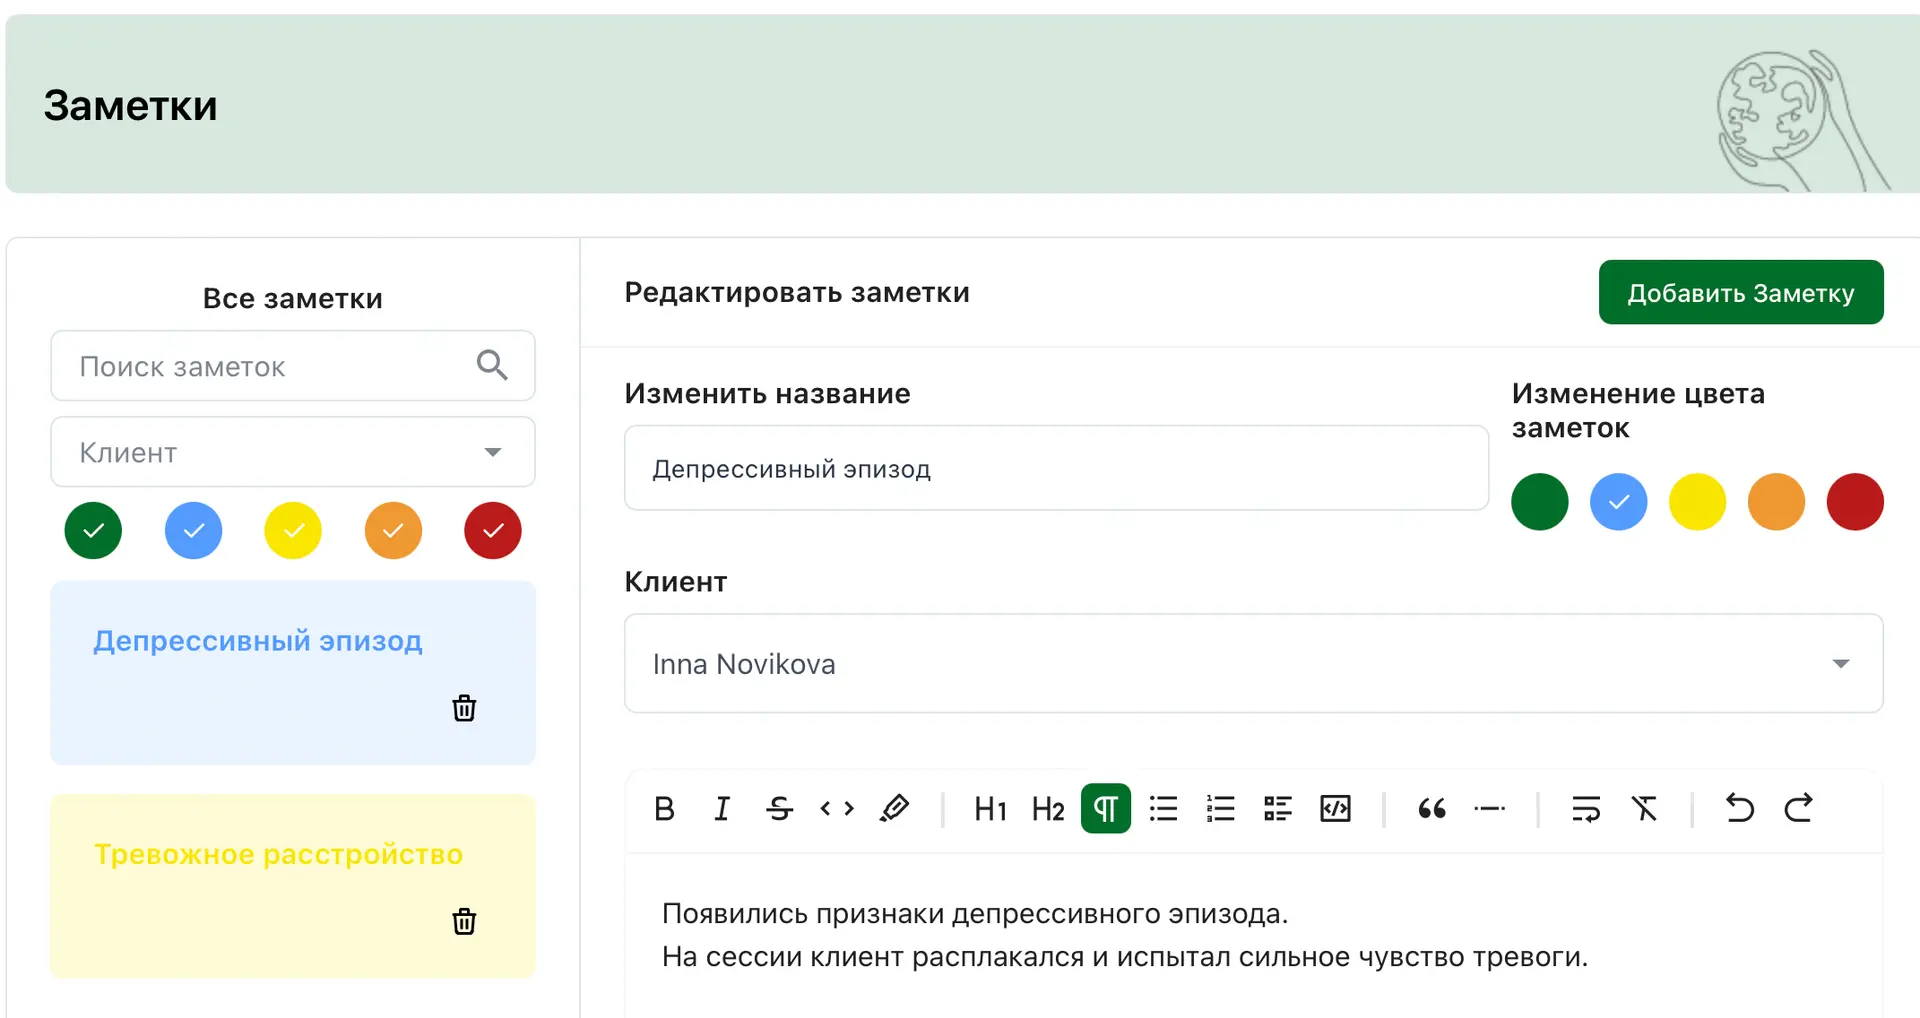 Заметки
Все заметки
Поиск заметок
Клиент
Депрессивный эпизод
Тревожное расстройство
Редактировать заметки
Добавить Заметку
Изменить название
Депрессивный эпизод
Изменение цвета
заметок
Клиент
Inna Novikova
H1 H2
Появились признаки депрессивного эпизода.
На сессии клиент расплакался и испытал сильное чувство тревоги.